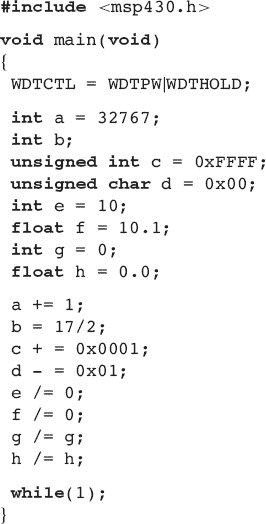 #include <msp430.h>
void main(void)
{
WDTCTL = WDTPW|WDTHOLD;
int a = 32767;
int b;
unsigned int c = 0xFFFF;
unsigned char d = 0x00;
int e = 10;
float f = 10.1;
int g = 0;
float h = 0.0;
a += 1;
b = 17/2;
c + = 0x0001;
d - = 0x01;
e /= 0;
f /= 0;
g /= g;
h /= h;
while(1);
}